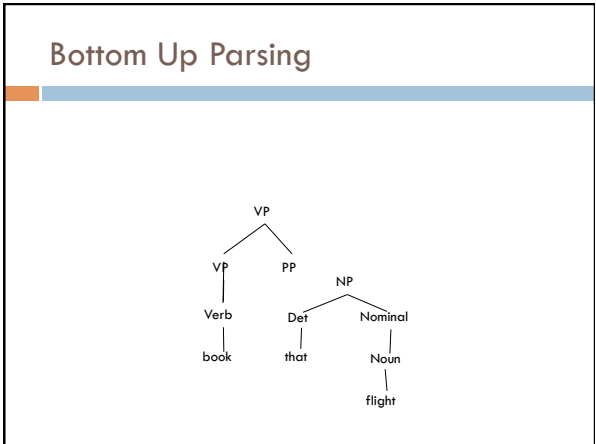 Bottom Up Parsing
VP
VP PP
NP
Verb Det Nominal
book that Noun
flight